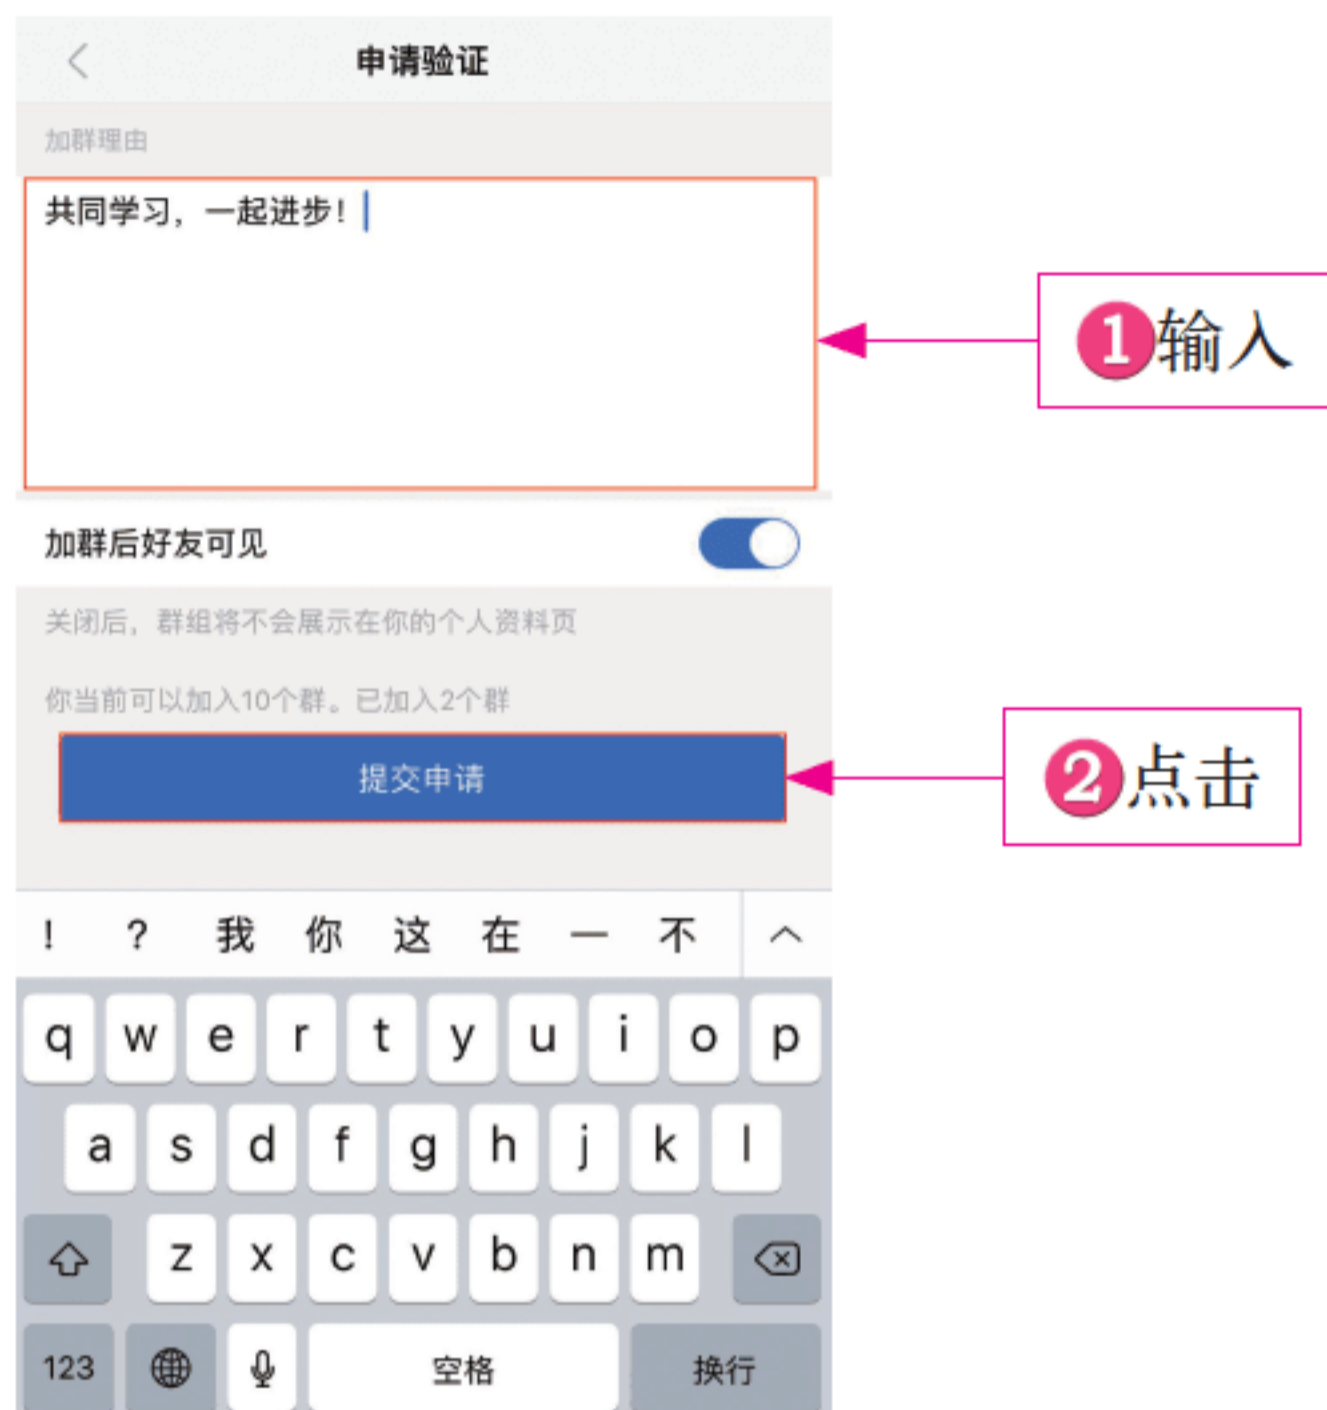 申请验证
加群理由
共同学习，一起进步！
❶输入
加群后好友可见
关闭后，群组将不会展示在你的个人资料页
你当前可以加入10个群。已加入2个群
提交申请
❷点击
！ ？ 我 你 这 在 一 不
q w e r t y u i o p
a s d f g h j k l
z x c v b n m
123 空格 换行